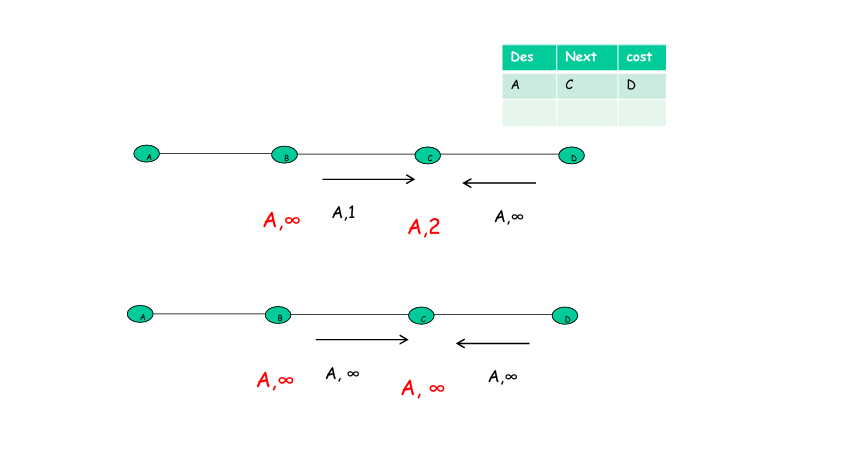 Des Next cost
A C D
A B C D
A,∞ A,1 A,2 A,∞
A B C D
A,∞ A, ∞ A, ∞ A,∞